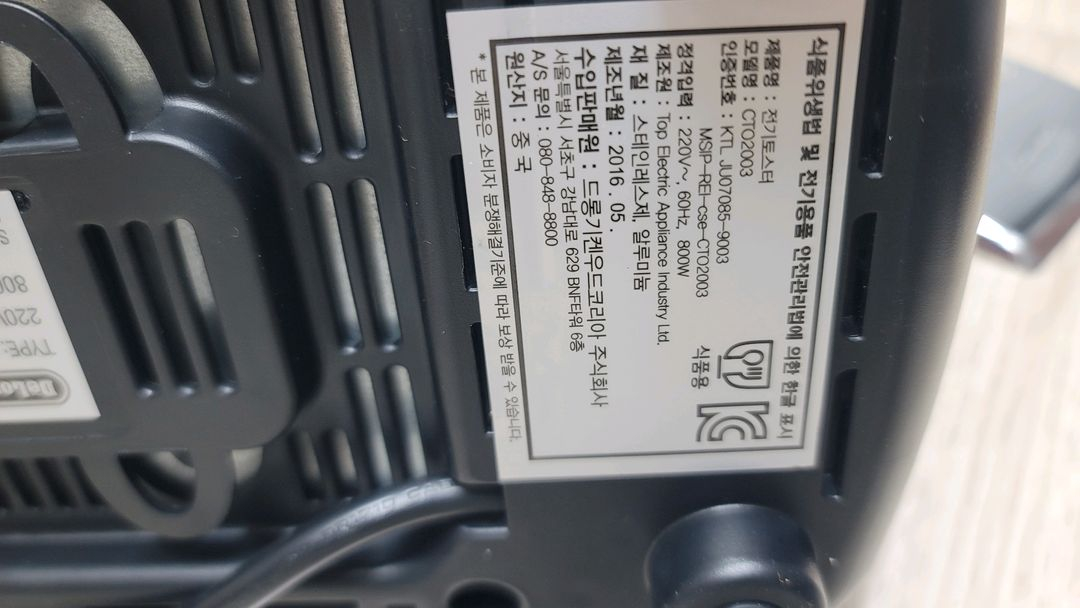 식품위생법 및 전기용품 안전관리법에 의한 한글 표시
제품명 : 전기토스터
모델명 : CTO2003
인증번호 : KTL JU07085-9003
MSIP-REI-cse-CTO2003
정격입력 : 220V~, 60Hz, 800W
제조원 : Top Electric Appliance Industry Ltd.
재 질 : 스테인레스제 알루미늄
제조년월 : 2016 . 05 .
수입판매원 : 드롱기켄우드코리아 주식회사
서울특별시 서초구 강남대로 629 BNF타워 6층
A/S 문의 : 080-848-8800
원산지 : 중 국
* 본 제품은 소비자 분쟁해결기준에 따라 보상 받을 수 있습니다.
식품용
TYPE:
220V